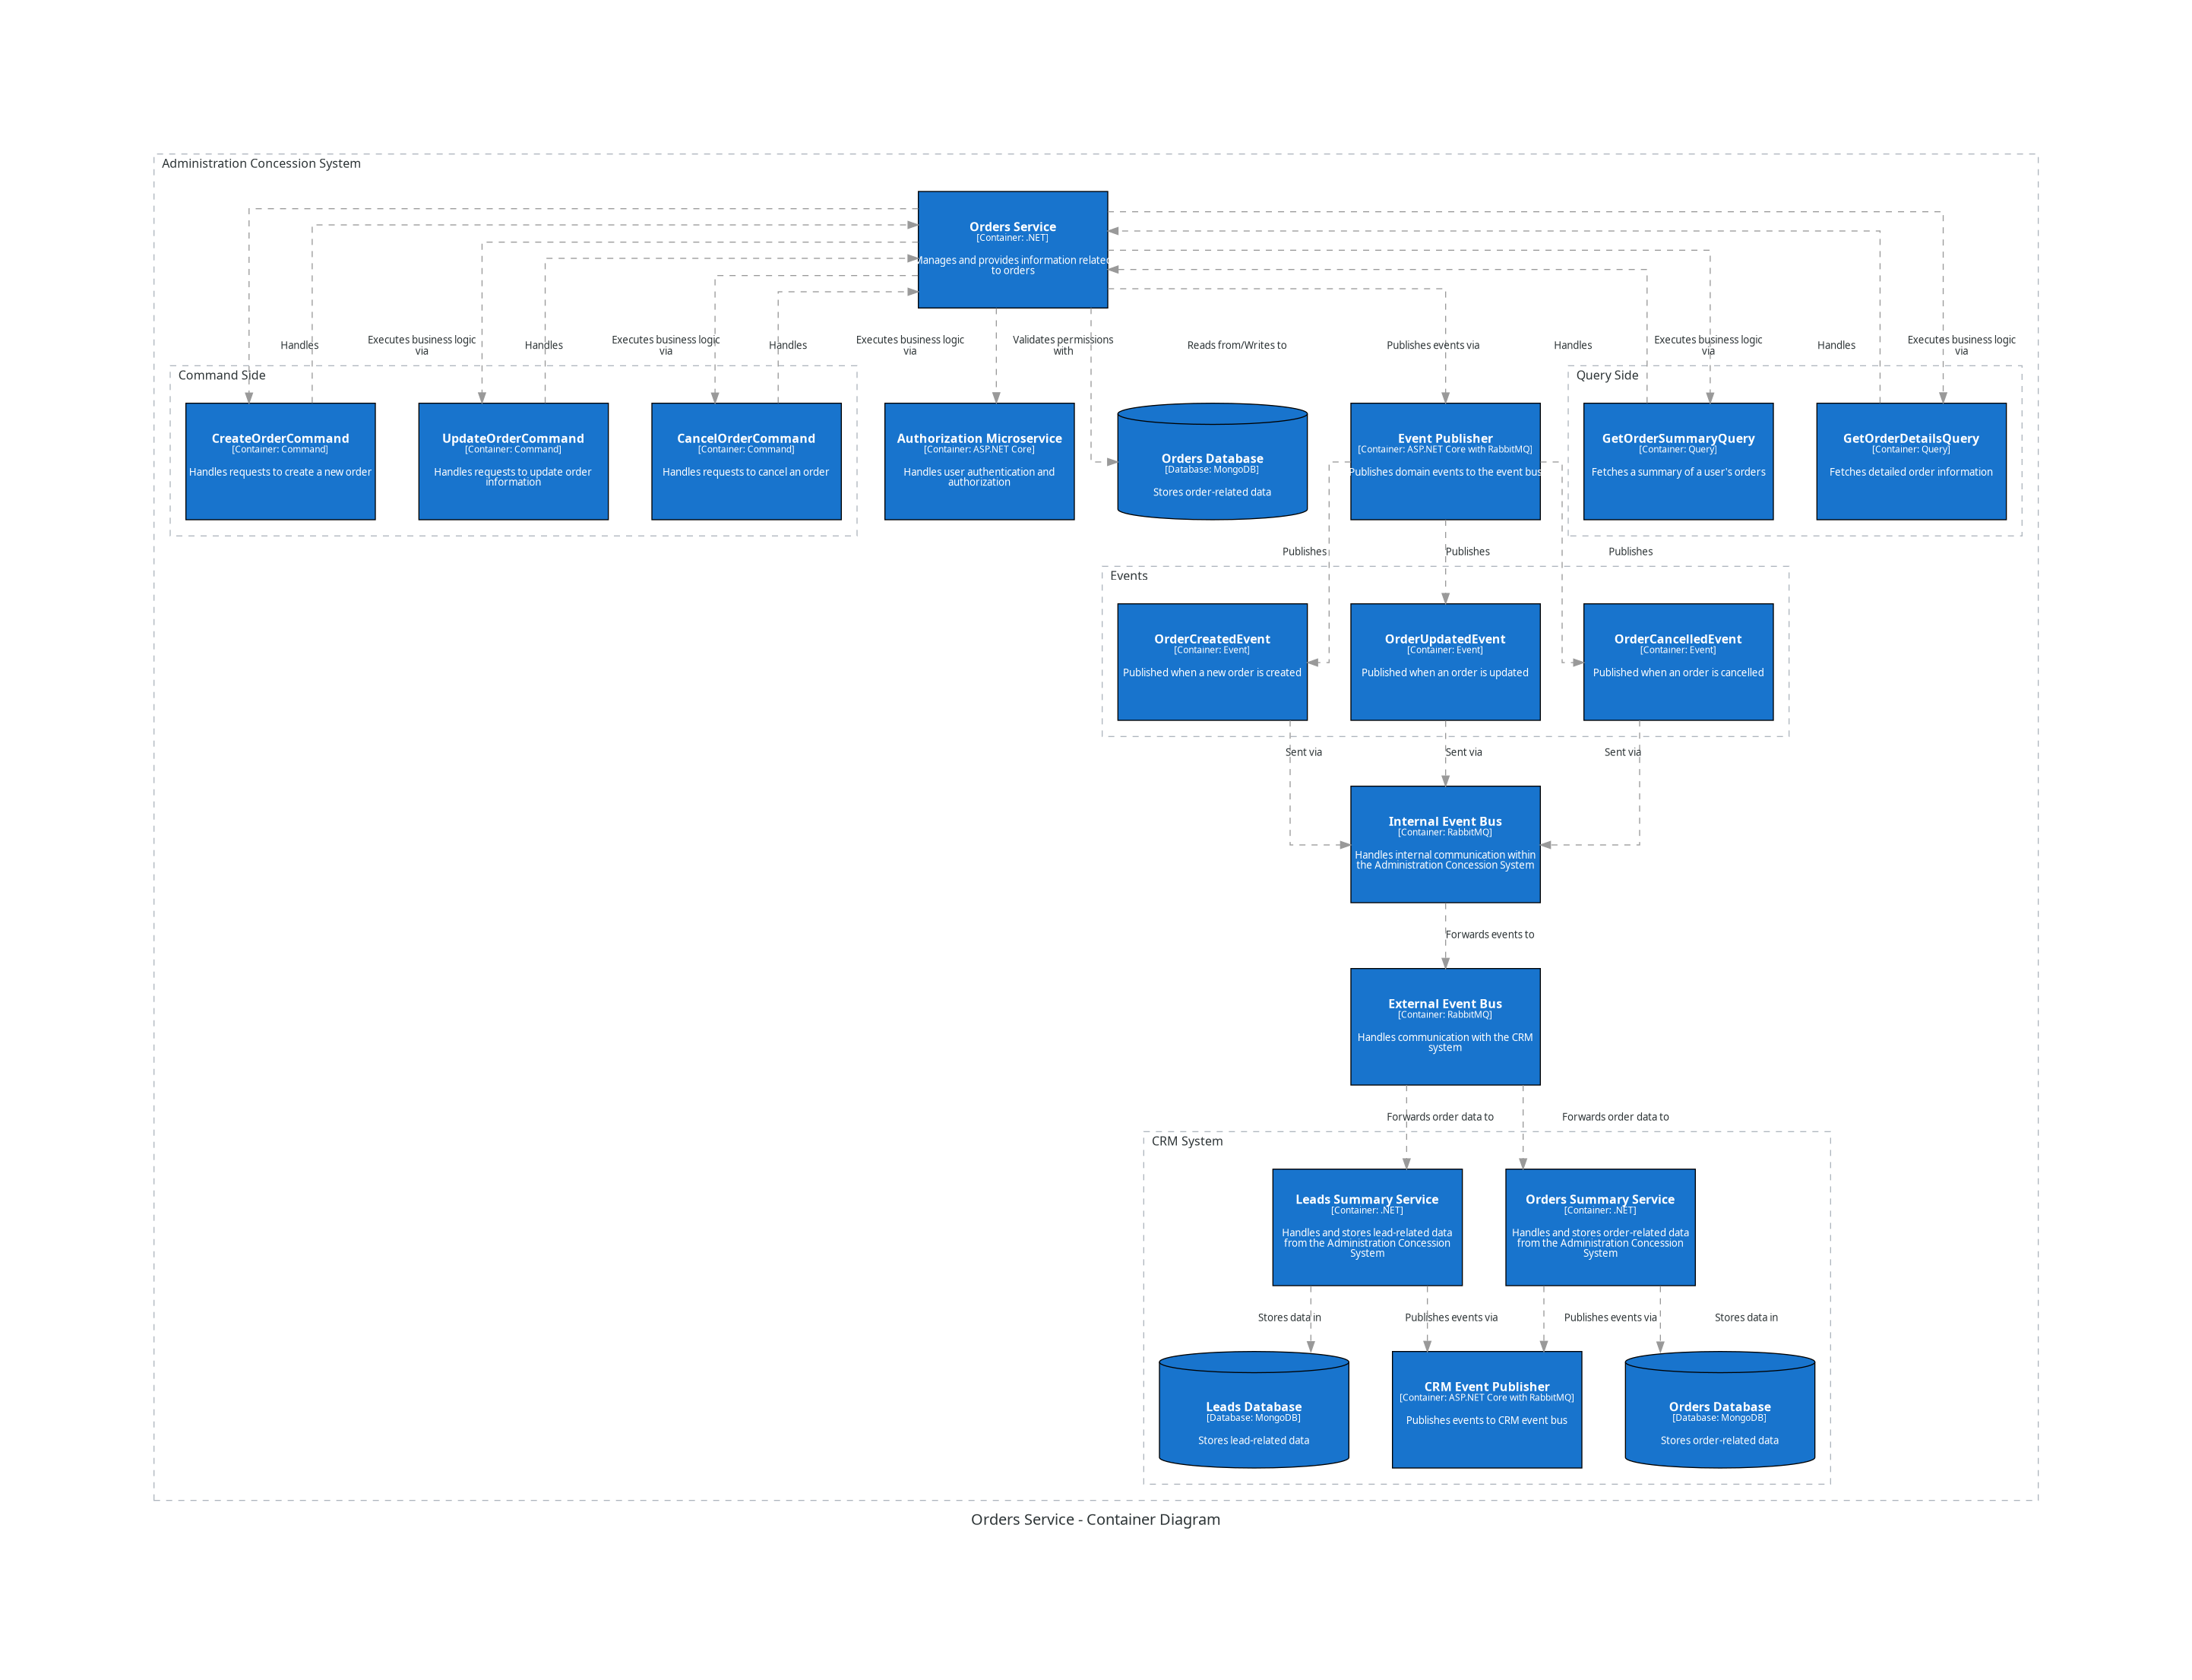 Administration Concession System
Orders Service
[Container: .NET]
Manages and provides information related
to orders
Handles
Executes business logic
via
Handles
Executes business logic
via
Handles
Executes business logic
via
Validates permissions
with
Reads from/Writes to
Publishes events via
Handles
Executes business logic
via
Handles
Executes business logic
via
Command Side
CreateOrderCommand
[Container: Command]
Handles requests to create a new order
UpdateOrderCommand
[Container: Command]
Handles requests to update order
information
CancelOrderCommand
[Container: Command]
Handles requests to cancel an order
Authorization Microservice
[Container: ASP.NET Core]
Handles user authentication and
authorization
Orders Database
[Database: MongoDB]
Stores order-related data
Event Publisher
[Container: ASP.NET Core with RabbitMQ]
Publishes domain events to the event bus
Query Side
GetOrderSummaryQuery
[Container: Query]
Fetches a summary of a user's orders
GetOrderDetailsQuery
[Container: Query]
Fetches detailed order information
Publishes
Publishes
Publishes
Events
OrderCreatedEvent
[Container: Event]
Published when a new order is created
OrderUpdatedEvent
[Container: Event]
Published when an order is updated
OrderCancelledEvent
[Container: Event]
Published when an order is cancelled
Sent via
Sent via
Sent via
Internal Event Bus
[Container: RabbitMQ]
Handles internal communication within
the Administration Concession System
Forwards events to
External Event Bus
[Container: RabbitMQ]
Handles communication with the CRM
system
Forwards order data to
Forwards order data to
CRM System
Leads Summary Service
[Container: .NET]
Handles and stores lead-related data
from the Administration Concession
System
Orders Summary Service
[Container: .NET]
Handles and stores order-related data
from the Administration Concession
System
Stores data in
Publishes events via
Publishes events via
Stores data in
Leads Database
[Database: MongoDB]
Stores lead-related data
CRM Event Publisher
[Container: ASP.NET Core with RabbitMQ]
Publishes events to CRM event bus
Orders Database
[Database: MongoDB]
Stores order-related data
Orders Service - Container Diagram